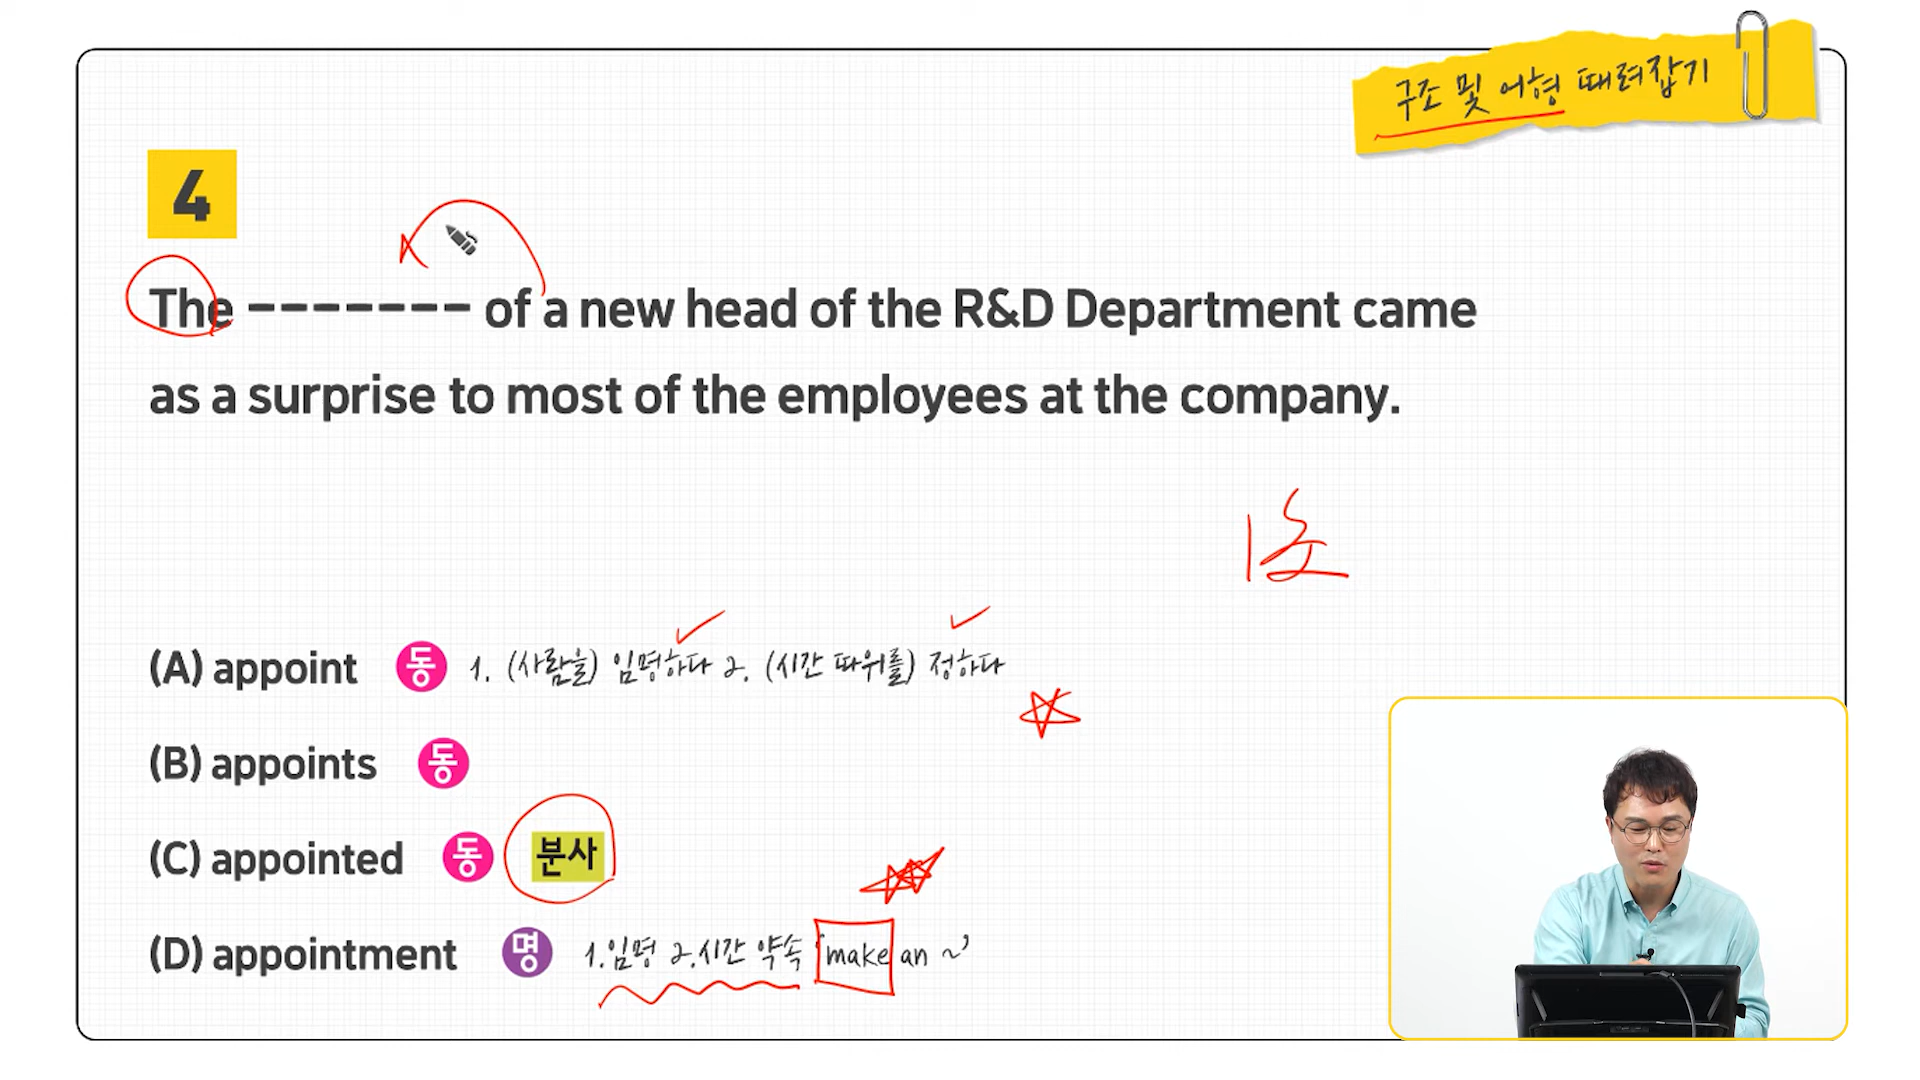 구조 및 어형 때려잡기
4
The ------- of a new head of the R&D Department came
as a surprise to most of the employees at the company.
1초
(A) appoint 동 1. (사람을) 임명하다 2. (시간 따위를) 정하다
(B) appoints 동
(C) appointed 동 분사
(D) appointment 명 1.임명 2.시간 약속 'make an ~'